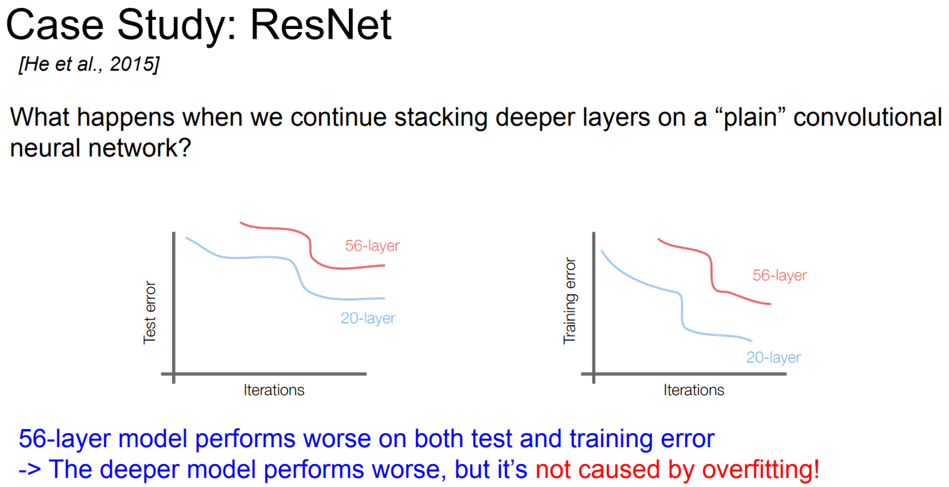 Case Study: ResNet
[He et al., 2015]
What happens when we continue stacking deeper layers on a “plain” convolutional
neural network?
Test error
56-layer
20-layer
Iterations
Training error
56-layer
20-layer
Iterations
56-layer model performs worse on both test and training error
-> The deeper model performs worse, but it’s not caused by overfitting!